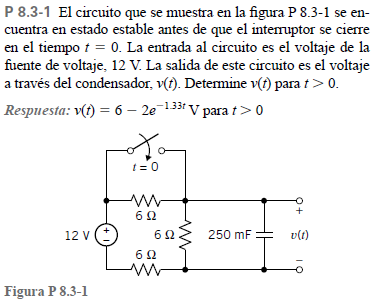 P 8.3-1 El circuito que se muestra en la figura P 8.3-1 se en-
cuentra en estado estable antes de que el interruptor se cierre
en el tiempo t = 0. La entrada al circuito es el voltaje de la
fuente de voltaje, 12 V. La salida de este circuito es el voltaje
a través del condensador, v(t). Determine v(t) para t > 0.
Respuesta: v(t) = 6 − 2e^−1.33t V para t > 0
t = 0
6 Ω
12 V
+
−
6 Ω
250 mF
+
v(t)
−
6 Ω
Figura P 8.3-1